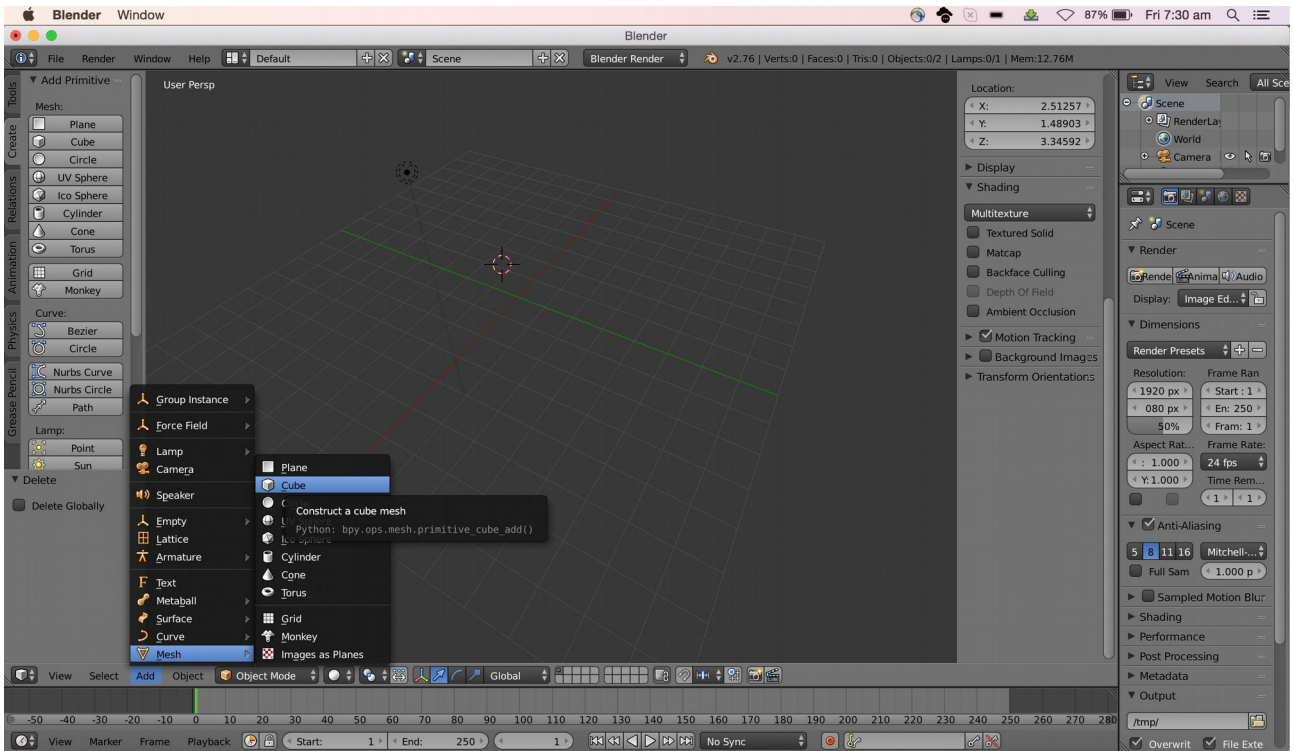 Blender Window
87% Fri 7:30 am
Blender
File Render Window Help Default Scene Blender Render v2.76 | Verts:0 | Faces:0 | Tris:0 | Objects:0/2 | Lamps:0/1 | Mem:12.76M
Tools
Create
Relations
Animation
Physics
Grease Pencil
Add Primitive
Mesh:
Plane
Cube
Circle
UV Sphere
Ico Sphere
Cylinder
Cone
Torus
Grid
Monkey
Curve:
Bezier
Circle
Nurbs Curve
Nurbs Circle
Path
Lamp:
Point
Sun
Delete
Delete Globally
User Persp
Group Instance
Force Field
Lamp
Camera
Speaker
Empty
Lattice
Armature
Text
Metaball
Surface
Curve
Mesh
Plane
Cube
Construct a cube mesh
Python: bpy.ops.mesh.primitive_cube_add()
UV Sphere
Ico Sphere
Cylinder
Cone
Torus
Grid
Monkey
Images as Planes
Location:
X: 2.51257
Y: 1.48903
Z: 3.34592
Display
Shading
Multitexture
Textured Solid
Matcap
Backface Culling
Depth Of Field
Ambient Occlusion
Motion Tracking
Background Images
Transform Orientations
View Search All Sce
Scene
RenderLay
World
Camera
Scene
Render
Rende Anima Audio
Display: Image Ed...
Dimensions
Render Presets
Resolution: Frame Ran
1920 px Start : 1
080 px En: 250
50% Fram: 1
Aspect Rat... Frame Rate:
: 1.000 24 fps
Y: 1.000 Time Rem...
1 1
Anti-Aliasing
5 8 11 16 Mitchell-...
Full Sam 1.000 p
Sampled Motion Blur
Shading
Performance
Post Processing
Metadata
Output
/tmp/
Overwrit File Exte
View Select Add Object Object Mode Global
-50 -40 -30 -20 -10 0 10 20 30 40 50 60 70 80 90 100 110 120 130 140 150 160 170 180 190 200 210 220 230 240 250 260 270 280
View Marker Frame Playback Start: 1 End: 250 1 No Sync